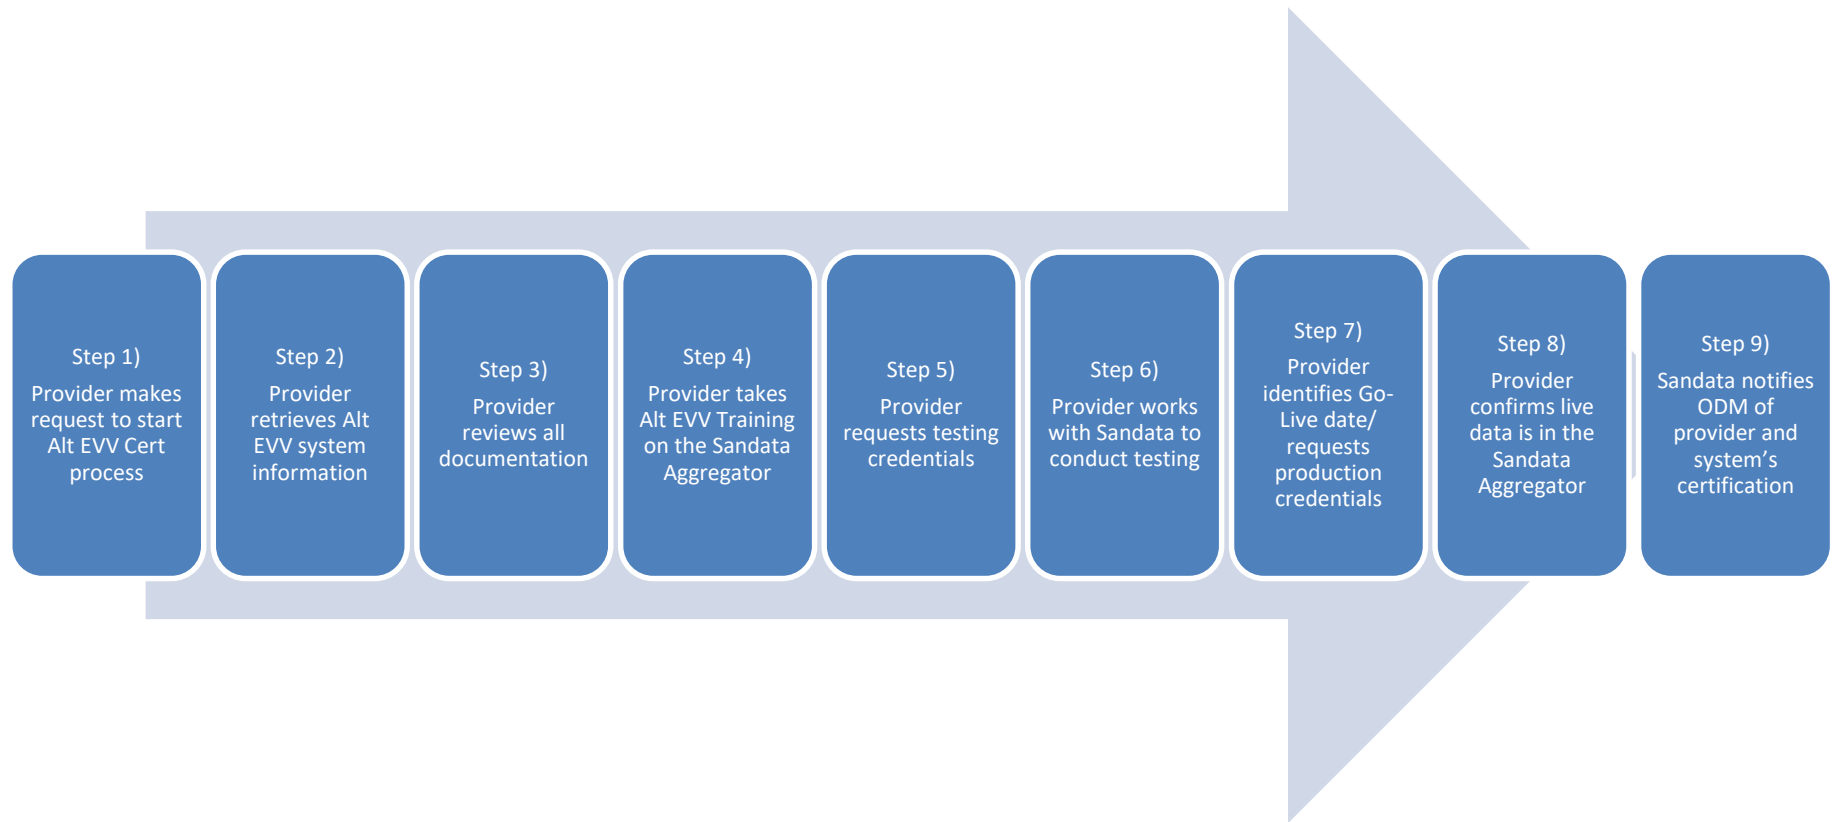 Step 1)
Provider makes
request to start
Alt EVV Cert
process
Step 2)
Provider
retrieves Alt
EVV system
information
Step 3)
Provider
reviews all
documentation
Step 4)
Provider takes
Alt EVV Training
on the Sandata
Aggregator
Step 5)
Provider
requests testing
credentials
Step 6)
Provider works
with Sandata to
conduct testing
Step 7)
Provider
identifies Go-
Live date/
requests
production
credentials
Step 8)
Provider
confirms live
data is in the
Sandata
Aggregator
Step 9)
Sandata notifies
ODM of
provider and
system’s
certification